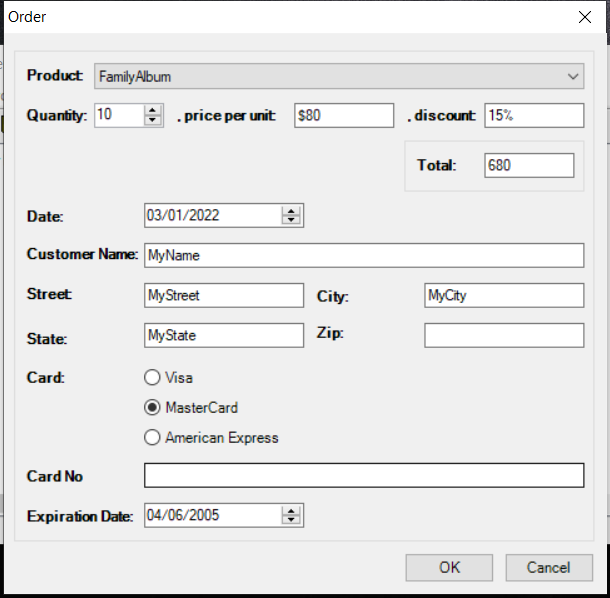 Order
Product: FamilyAlbum
Quantity: 10 , price per unit: $80 , discount: 15%
Total: 680
Date: 03/01/2022
Customer Name: MyName
Street: MyStreet City: MyCity
State: MyState Zip:
Card: Visa
MasterCard
American Express
Card No
Expiration Date: 04/06/2005
OK Cancel